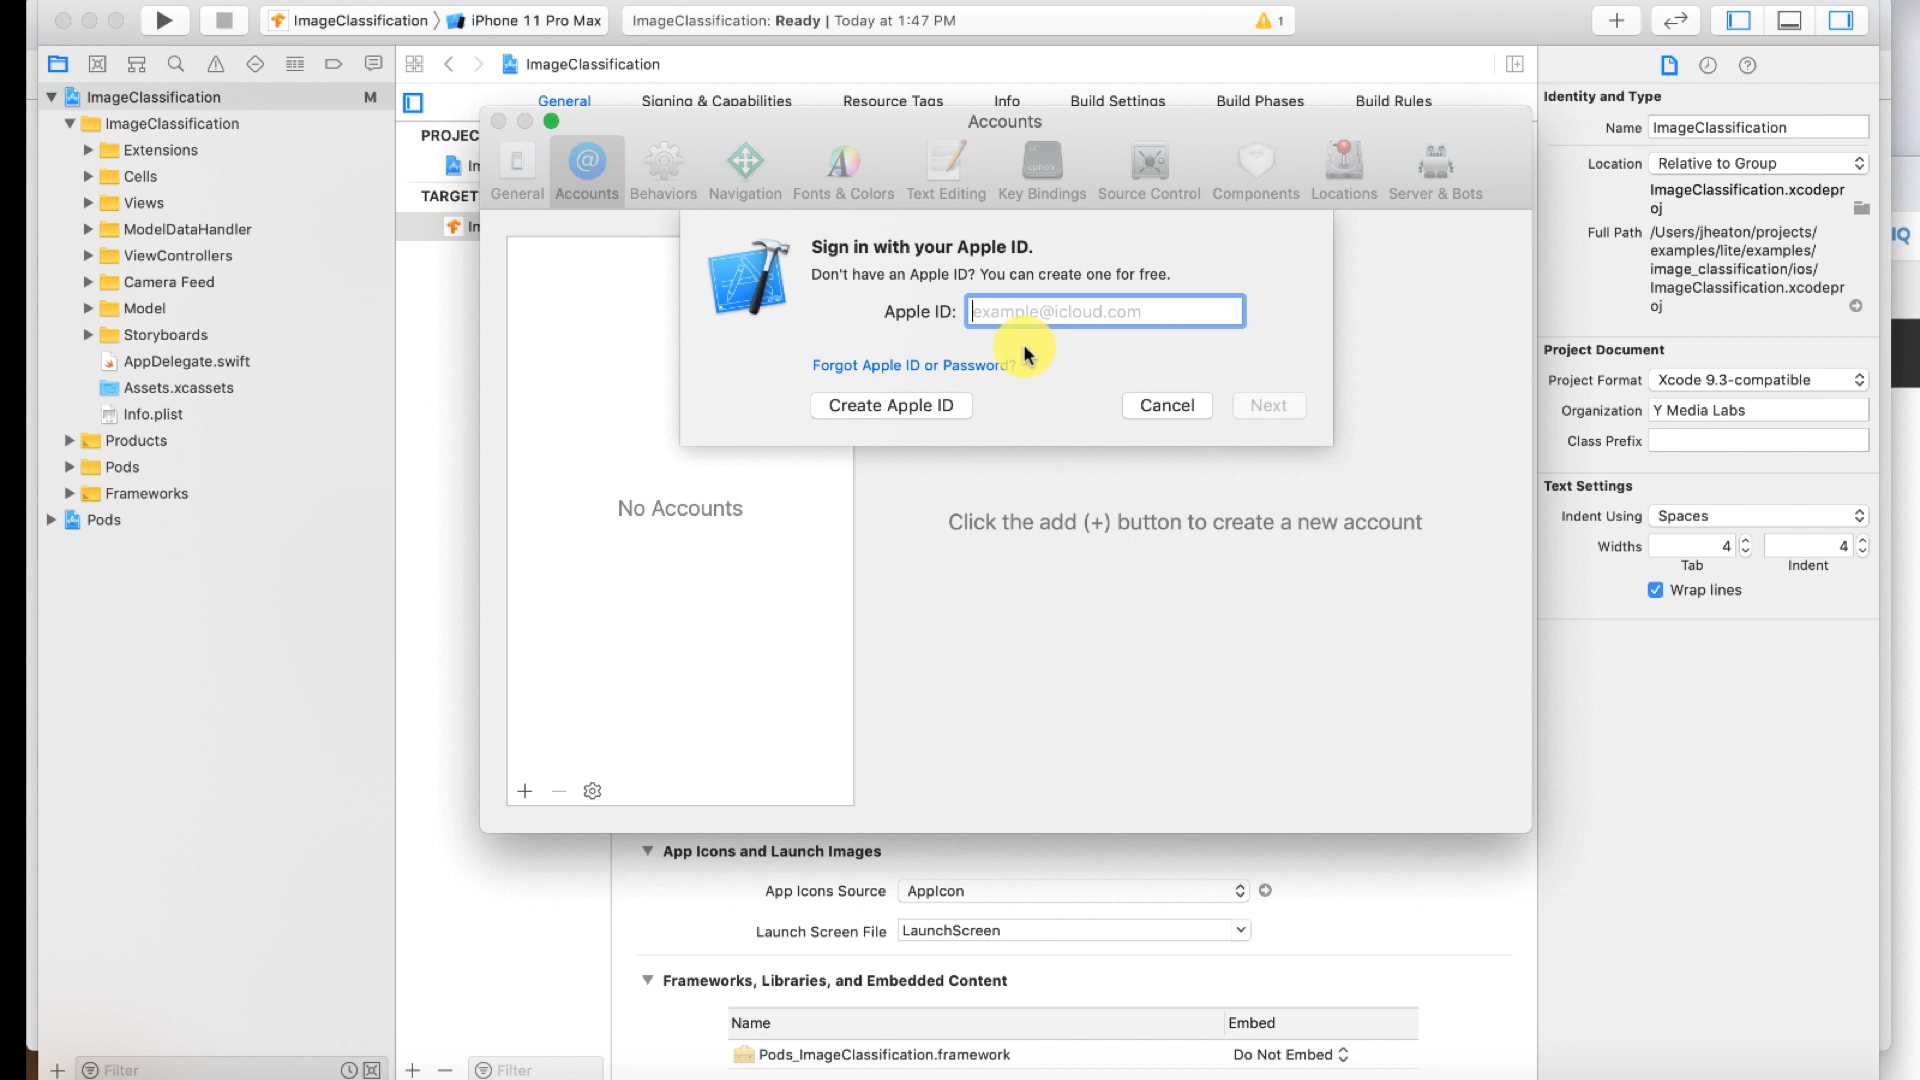 ImageClassification
iPhone 11 Pro Max
ImageClassification: Ready | Today at 1:47 PM
1
ImageClassification
ImageClassification
M
General
Signing & Capabilities
Resource Tags
Info
Build Settings
Build Phases
Build Rules
ImageClassification
Extensions
Cells
Views
ModelDataHandler
ViewControllers
Camera Feed
Model
Storyboards
AppDelegate.swift
Assets.xcassets
Info.plist
Products
Pods
Frameworks
Pods
Filter
PROJEC
Im
TARGET
Im
Filter
Accounts
General
Accounts
Behaviors
Navigation
Fonts & Colors
Text Editing
Key Bindings
Source Control
Components
Locations
Server & Bots
Sign in with your Apple ID.
Don't have an Apple ID? You can create one for free.
Apple ID:
example@icloud.com
Forgot Apple ID or Password?
Create Apple ID
Cancel
Next
No Accounts
Click the add (+) button to create a new account
App Icons and Launch Images
App Icons Source
AppIcon
Launch Screen File
LaunchScreen
Frameworks, Libraries, and Embedded Content
Name
Embed
Pods_ImageClassification.framework
Do Not Embed
Identity and Type
Name
ImageClassification
Location
Relative to Group
ImageClassification.xcodepr
oj
Full Path
/Users/jheaton/projects/
examples/lite/examples/
image_classification/ios/
ImageClassification.xcodepr
oj
Project Document
Project Format
Xcode 9.3-compatible
Organization
Y Media Labs
Class Prefix
Text Settings
Indent Using
Spaces
Widths
4
4
Tab
Indent
Wrap lines
IQ